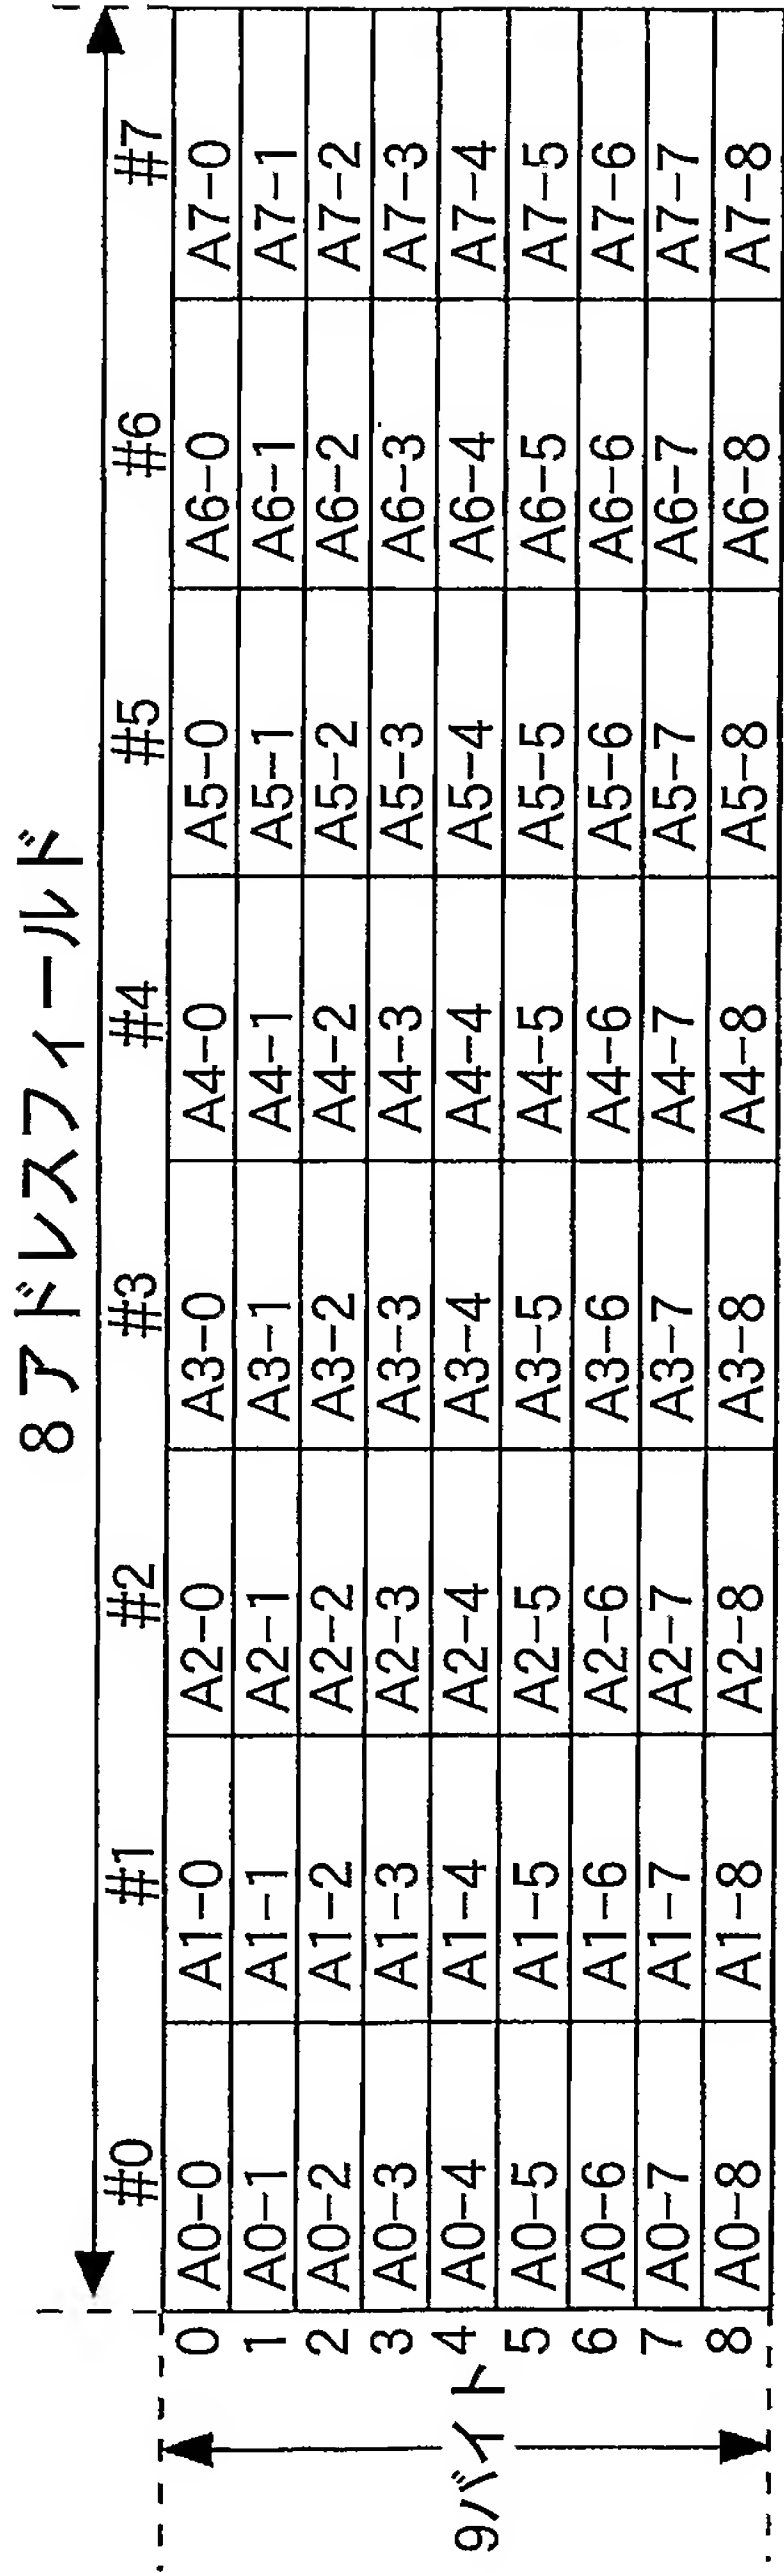 8アドレスフィールド
#0 #1 #2 #3 #4 #5 #6 #7
0 A0-0 A1-0 A2-0 A3-0 A4-0 A5-0 A6-0 A7-0
1 A0-1 A1-1 A2-1 A3-1 A4-1 A5-1 A6-1 A7-1
2 A0-2 A1-2 A2-2 A3-2 A4-2 A5-2 A6-2 A7-2
3 A0-3 A1-3 A2-3 A3-3 A4-3 A5-3 A6-3 A7-3
4 A0-4 A1-4 A2-4 A3-4 A4-4 A5-4 A6-4 A7-4
5 A0-5 A1-5 A2-5 A3-5 A4-5 A5-5 A6-5 A7-5
6 A0-6 A1-6 A2-6 A3-6 A4-6 A5-6 A6-6 A7-6
7 A0-7 A1-7 A2-7 A3-7 A4-7 A5-7 A6-7 A7-7
8 A0-8 A1-8 A2-8 A3-8 A4-8 A5-8 A6-8 A7-8
9バイト